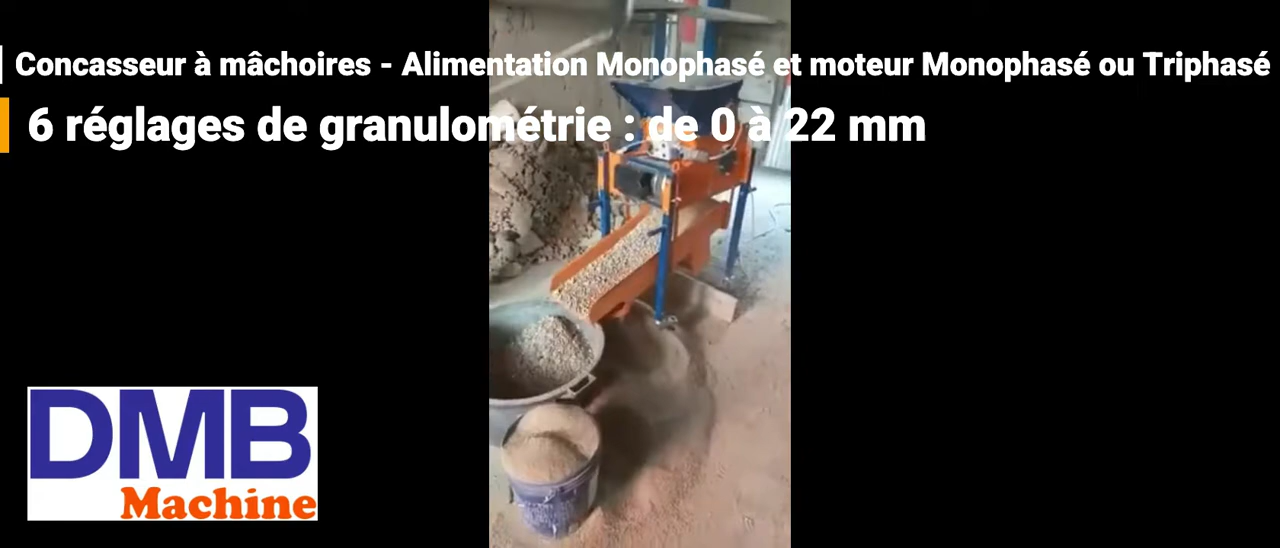 Concasseur à mâchoires - Alimentation Monophasé et moteur Monophasé ou Triphasé
6 réglages de granulométrie : de 0 à 22 mm
DMB
Machine